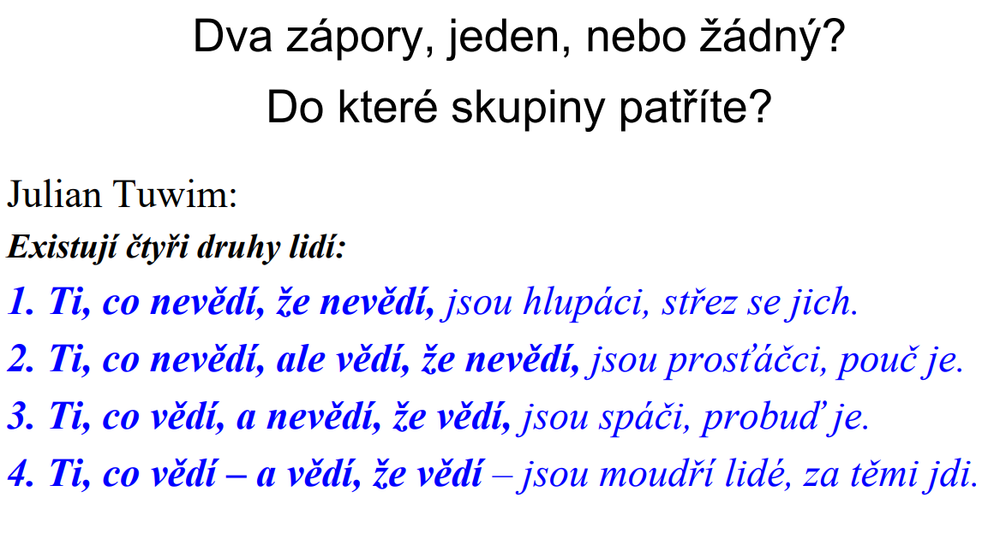 Dva zápory, jeden, nebo žádný?
Do které skupiny patříte?
Julian Tuwim:
Existují čtyři druhy lidí:
1. Ti, co nevědí, že nevědí, jsou hlupáci, střez se jich.
2. Ti, co nevědí, ale vědí, že nevědí, jsou prosťáčci, pouč je.
3. Ti, co vědí, a nevědí, že vědí, jsou spáči, probuď je.
4. Ti, co vědí – a vědí, že vědí – jsou moudří lidé, za těmi jdi.